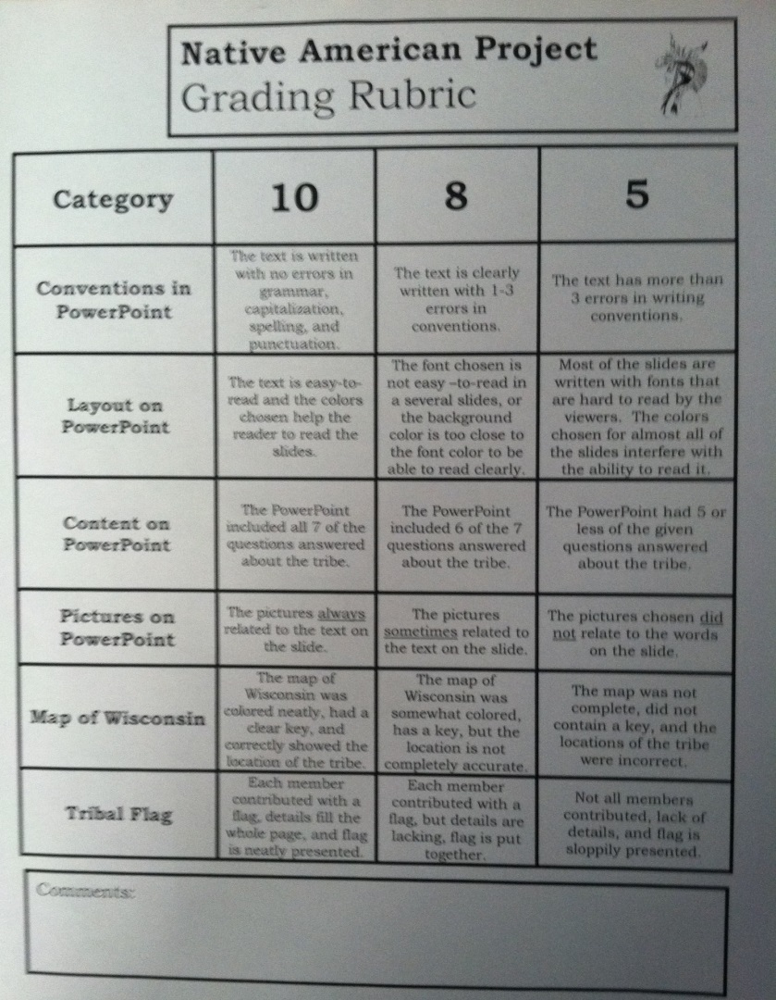 Native American Project
Grading Rubric
Category
10
8
5
Conventions in
PowerPoint
The text is written
with no errors in
grammar,
capitalization,
spelling, and
punctuation.
The text is clearly
written with 1-3
errors in
conventions.
The text has more than
3 errors in writing
conventions.
Layout on
PowerPoint
The text is easy-to-
read and the colors
chosen help the
reader to read the
slides.
The font chosen is
not easy –to-read in
a several slides, or
the background
color is too close to
the font color to be
able to read clearly.
Most of the slides are
written with fonts that
are hard to read by the
viewers. The colors
chosen for almost all of
the slides interfere with
the ability to read it.
Content on
PowerPoint
The PowerPoint
included all 7 of the
questions answered
about the tribe.
The PowerPoint
included 6 of the 7
questions answered
about the tribe.
The PowerPoint had 5 or
less of the given
questions answered
about the tribe.
Pictures on
PowerPoint
The pictures always
related to the text on
the slide.
The pictures
sometimes related to
the text on the slide.
The pictures chosen did
not relate to the words
on the slide.
Map of Wisconsin
The map of
Wisconsin was
colored neatly, had a
clear key, and
correctly showed the
location of the tribe.
The map of
Wisconsin was
somewhat colored,
has a key, but the
location is not
completely accurate.
The map was not
complete, did not
contain a key, and the
locations of the tribe
were incorrect.
Tribal Flag
Each member
contributed with a
flag, details fill the
whole page, and flag
is neatly presented.
Each member
contributed with a
flag, but details are
lacking, flag is put
together.
Not all members
contributed, lack of
details, and flag is
sloppily presented.
Comments: